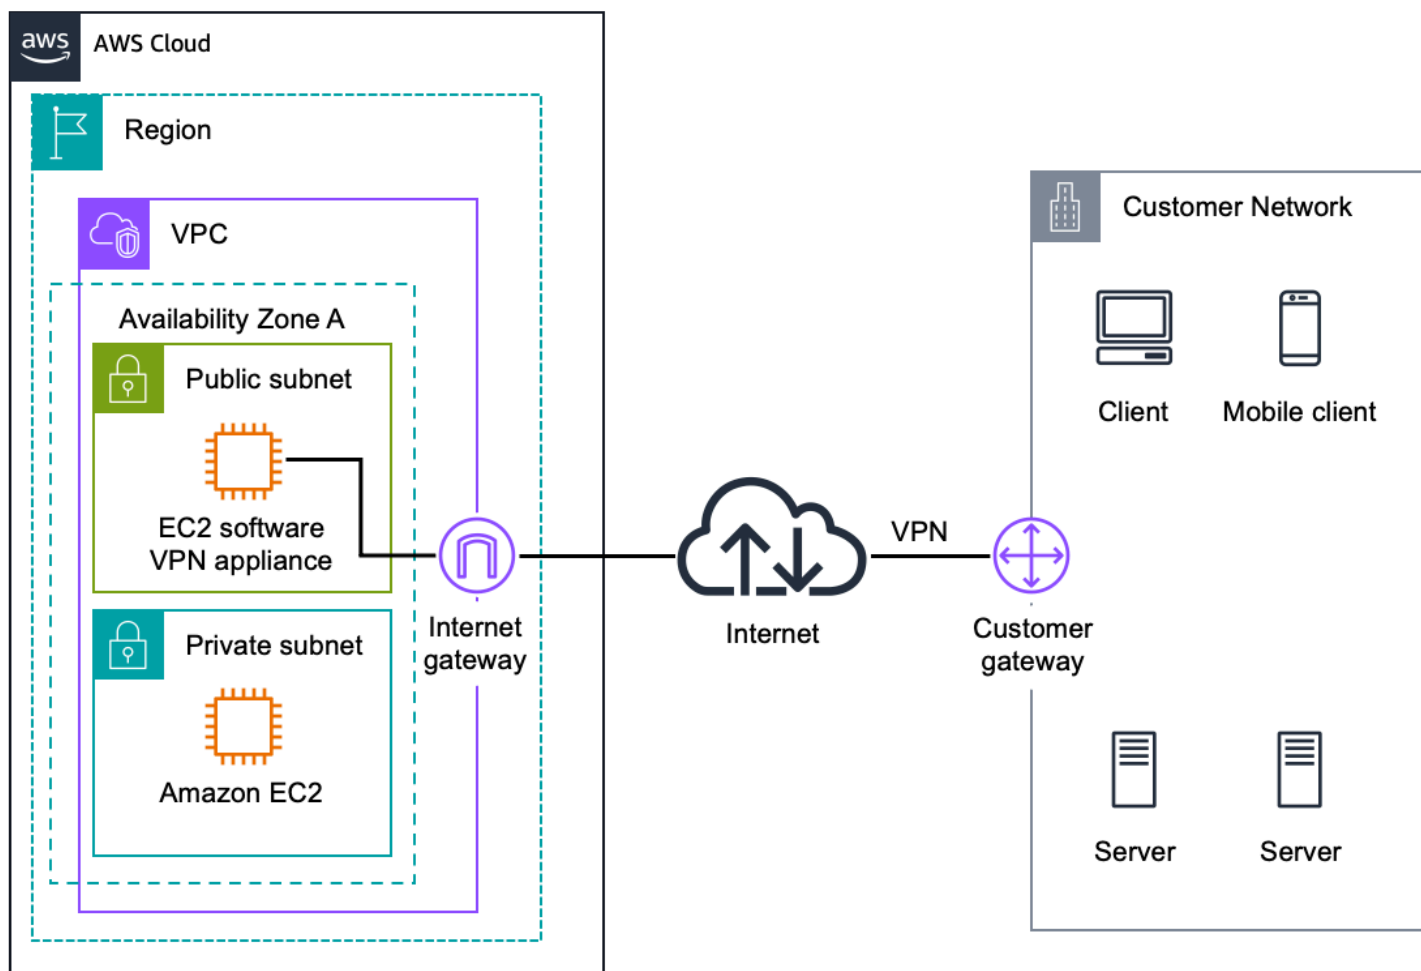 aws
AWS Cloud
Region
VPC
Availability Zone A
Public subnet
EC2 software
VPN appliance
Private subnet
Amazon EC2
Internet
gateway
Internet
VPN
Customer
gateway
Customer Network
Client
Mobile client
Server
Server